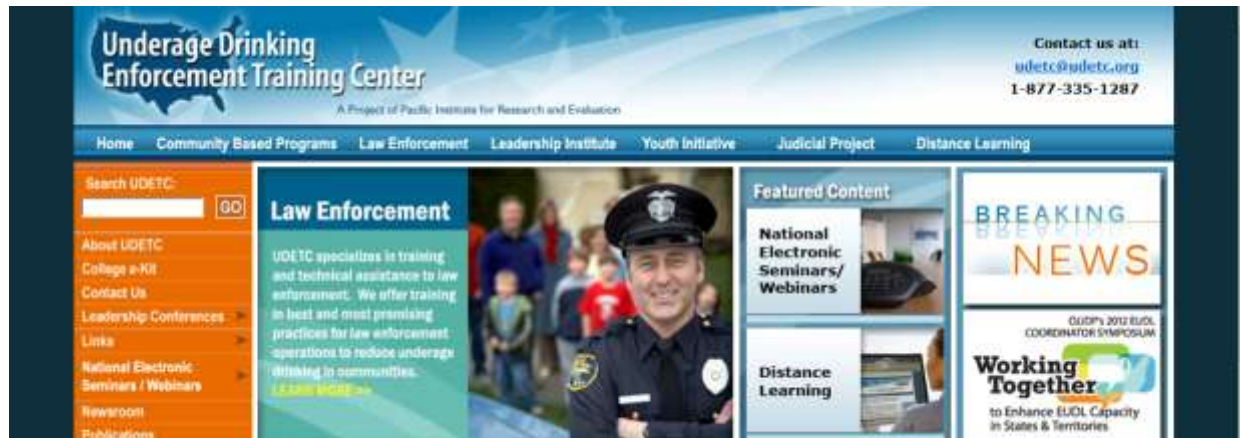 Underage Drinking
Enforcement Training Center
A Project of Pacific Institute for Research and Evaluation
Contact us at:
udetc@udetc.org
1-877-335-1287
Home Community Based Programs Law Enforcement Leadership Institute Youth Initiative Judicial Project Distance Learning
Search UDETC:
GO
About UDETC
College e-Kit
Contact Us
Leadership Conferences
Links
National Electronic
Seminars / Webinars
Newsroom
Publications
Law Enforcement
UDETC specializes in training
and technical assistance to law
enforcement. We offer training
in best and most promising
practices for law enforcement
operations to reduce underage
drinking in communities.
LEARN MORE >>
Featured Content
National
Electronic
Seminars/
Webinars
Distance
Learning
BREAKING
NEWS
OJJDP's 2012 EUDL
COORDINATOR SYMPOSIUM
Working
Together
to Enhance EUDL Capacity
in States & Territories